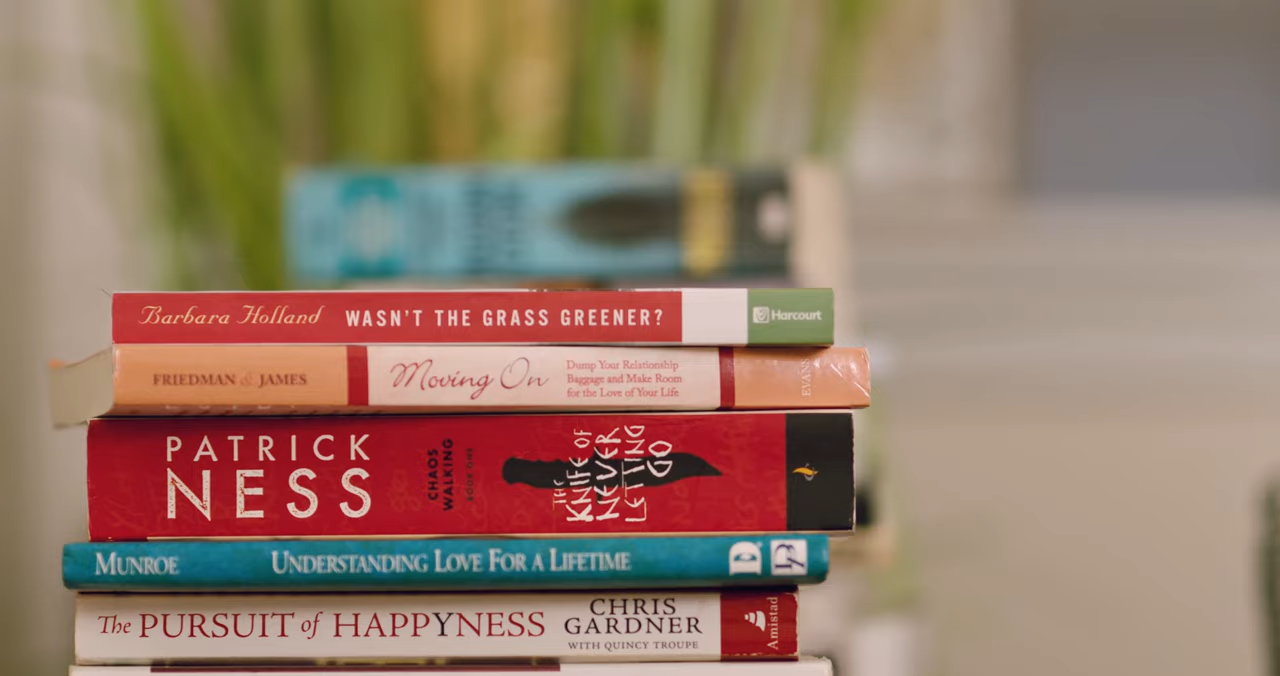 Barbara Holland WASN'T THE GRASS GREENER? Harcourt
FRIEDMAN & JAMES
Moving On
Dump Your Relationship
Baggage and Make Room
for the Love of Your Life
EVANS
PATRICK
NESS
CHAOS
WALKING
BOOK ONE
THE
KNIFE OF
NEVER
LETTING
GO
MUNROE UNDERSTANDING LOVE FOR A LIFETIME
The PURSUIT of HAPPYNESS
CHRIS
GARDNER
WITH QUINCY TROUPE
Amistad